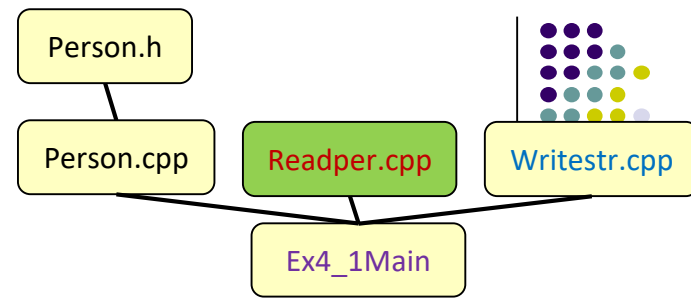 Person.h
Person.cpp
Readper.cpp
Writestr.cpp
Ex4_1Main